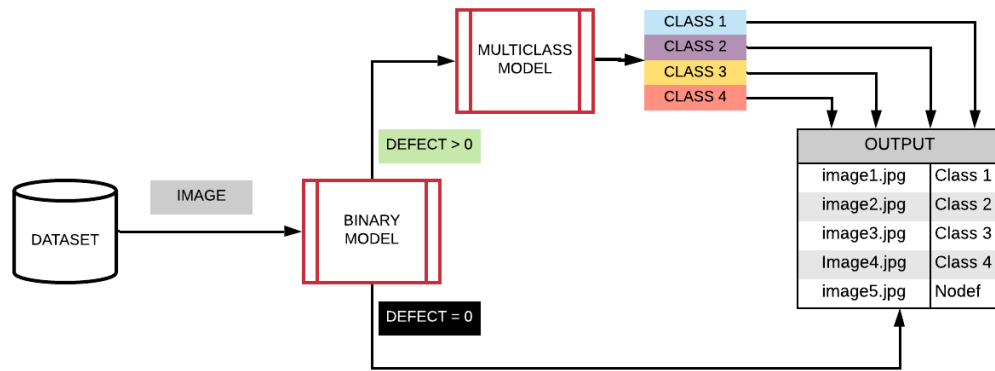 DATASET
IMAGE
BINARY
MODEL
DEFECT > 0
DEFECT = 0
MULTICLASS
MODEL
CLASS 1
CLASS 2
CLASS 3
CLASS 4
OUTPUT
image1.jpg Class 1
image2.jpg Class 2
image3.jpg Class 3
Image4.jpg Class 4
image5.jpg Nodef